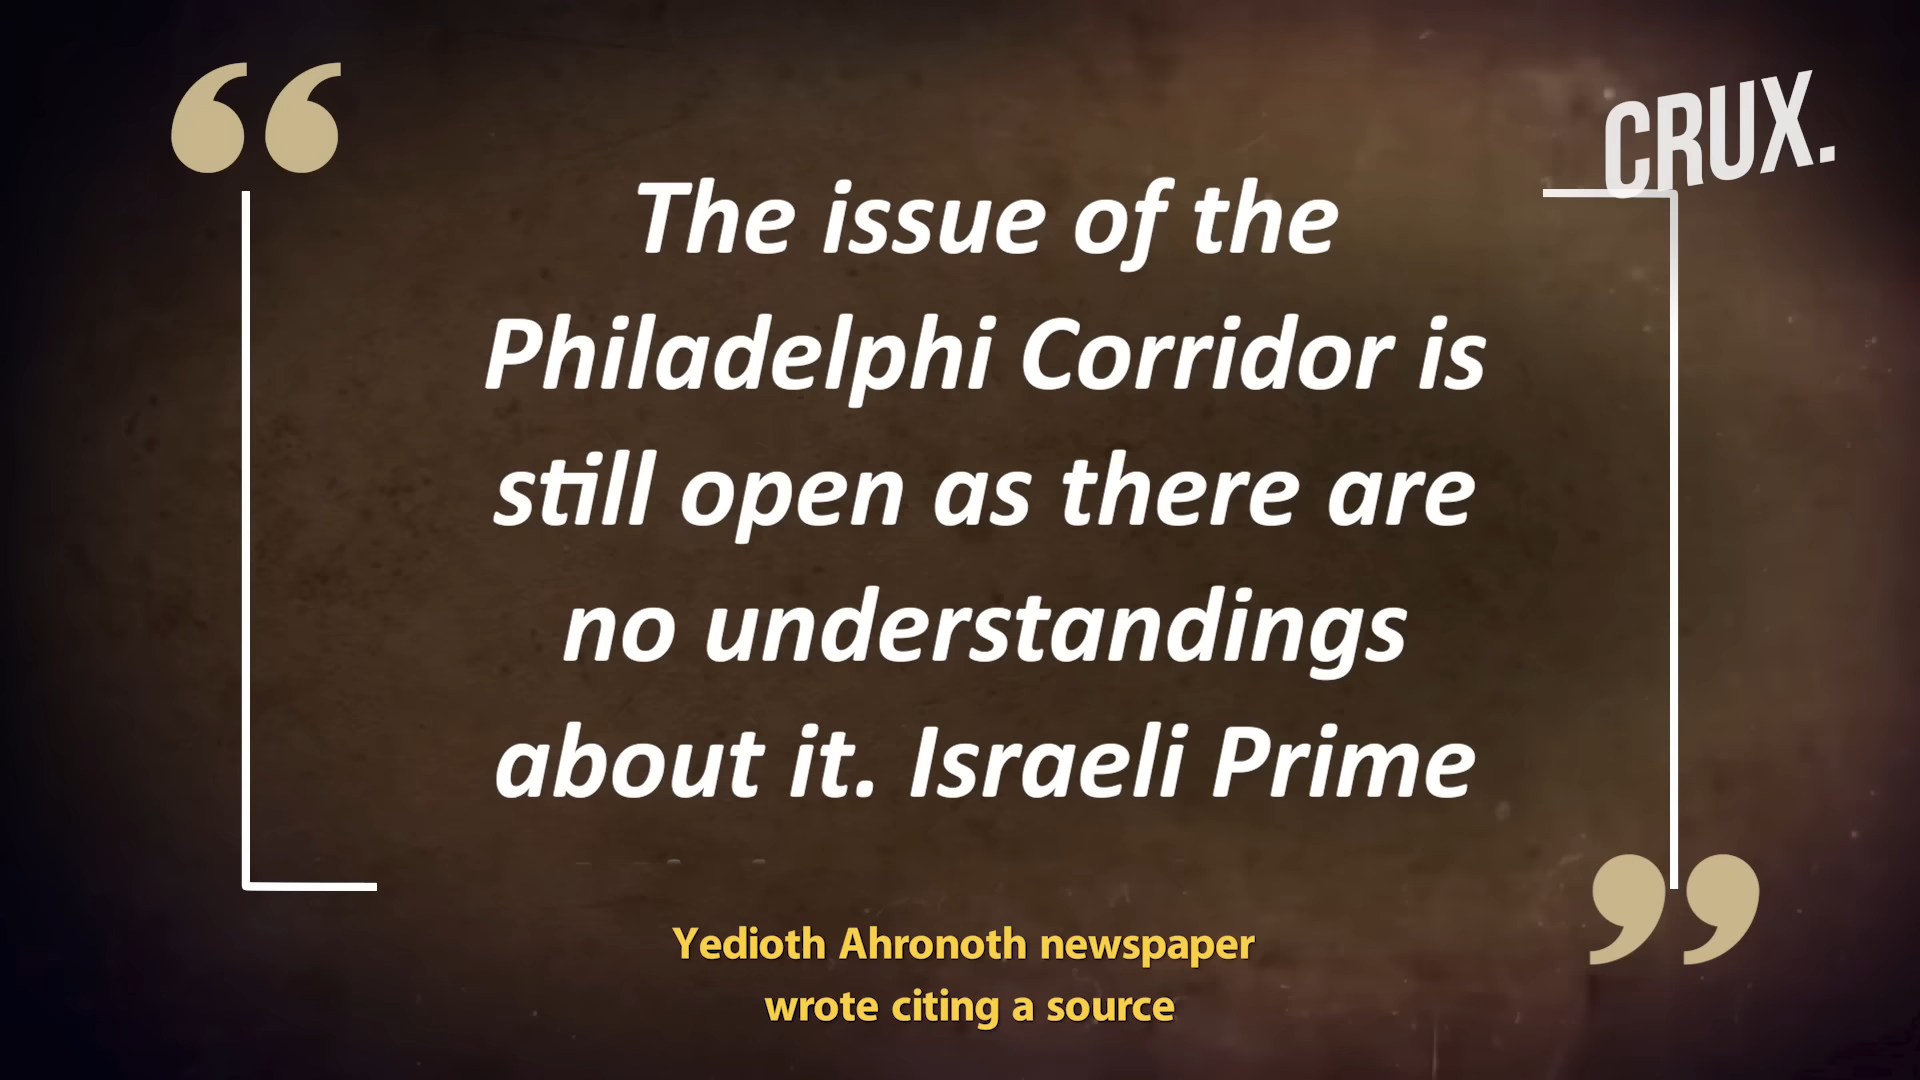 CRUX.
The issue of the
Philadelphi Corridor is
still open as there are
no understandings
about it. Israeli Prime
Yedioth Ahronoth newspaper
wrote citing a source